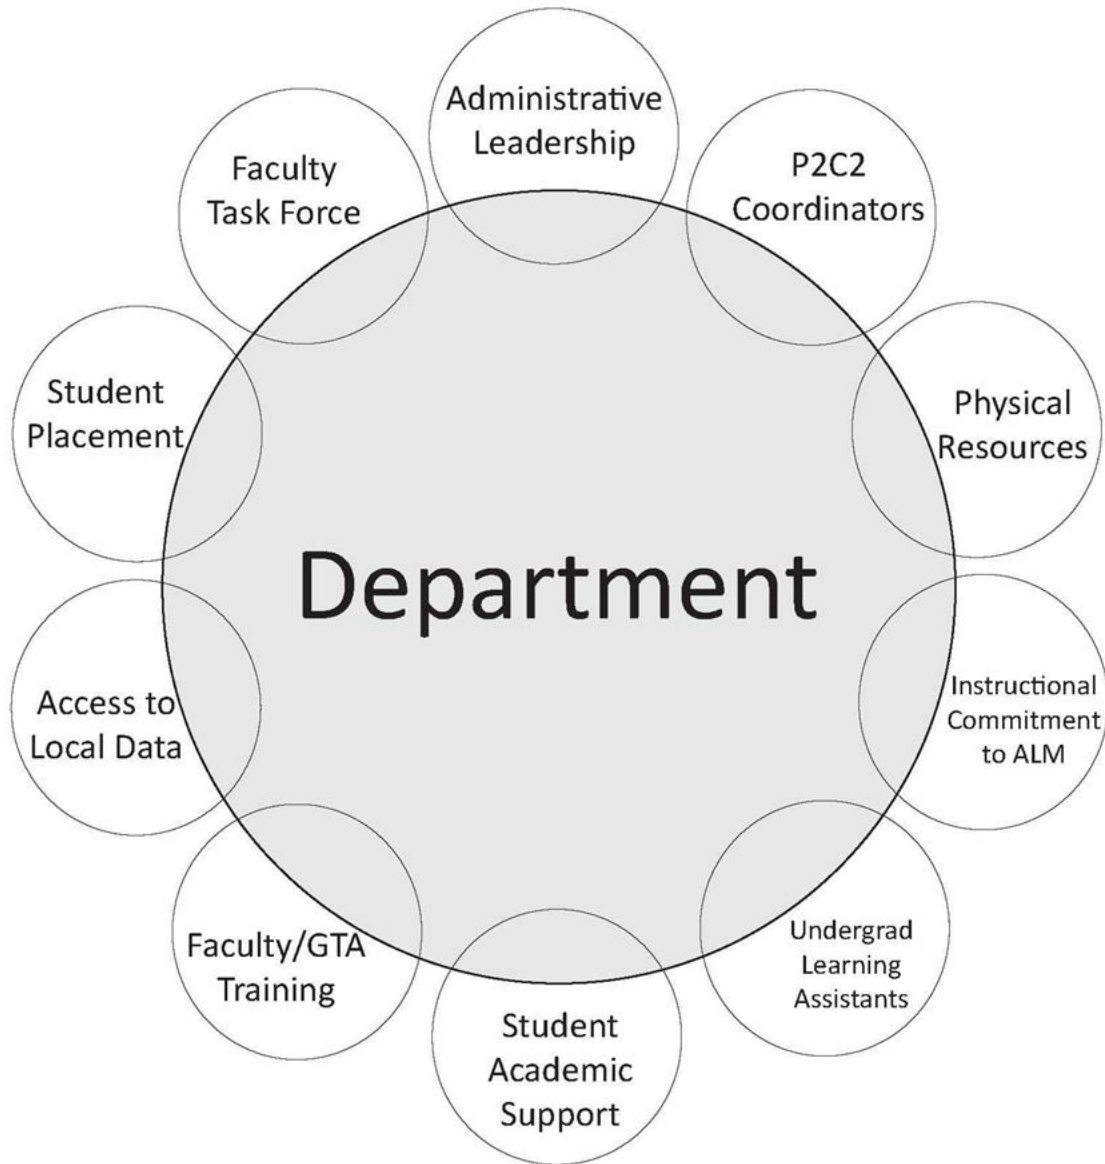 Administrative
Leadership
P2C2
Coordinators
Physical
Resources
Instructional
Commitment
to ALM
Undergrad
Learning
Assistants
Student
Academic
Support
Faculty/GTA
Training
Access to
Local Data
Student
Placement
Faculty
Task Force
Department